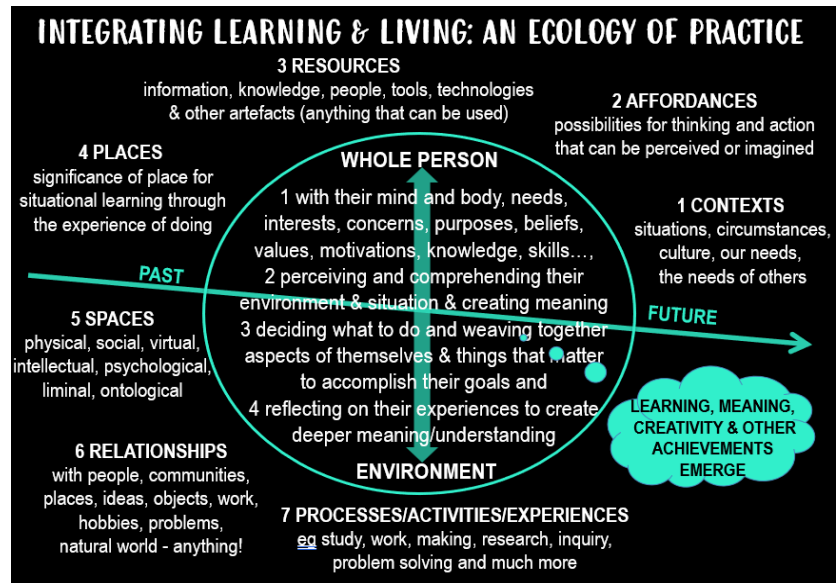 INTEGRATING LEARNING & LIVING: AN ECOLOGY OF PRACTICE
3 RESOURCES
information, knowledge, people, tools, technologies
& other artefacts (anything that can be used)
2 AFFORDANCES
possibilities for thinking and action
that can be perceived or imagined
4 PLACES
significance of place for
situational learning through
the experience of doing
WHOLE PERSON
1 with their mind and body, needs,
interests, concerns, purposes, beliefs,
values, motivations, knowledge, skills...,
2 perceiving and comprehending their
environment & situation & creating meaning
3 deciding what to do and weaving together
aspects of themselves & things that matter
to accomplish their goals and
4 reflecting on their experiences to create
deeper meaning/understanding
ENVIRONMENT
1 CONTEXTS
situations, circumstances,
culture, our needs,
the needs of others
PAST
FUTURE
5 SPACES
physical, social, virtual,
intellectual, psychological,
liminal, ontological
LEARNING, MEANING,
CREATIVITY & OTHER
ACHIEVEMENTS
EMERGE
6 RELATIONSHIPS
with people, communities,
places, ideas, objects, work,
hobbies, problems,
natural world - anything!
7 PROCESSES/ACTIVITIES/EXPERIENCES
eg study, work, making, research, inquiry,
problem solving and much more